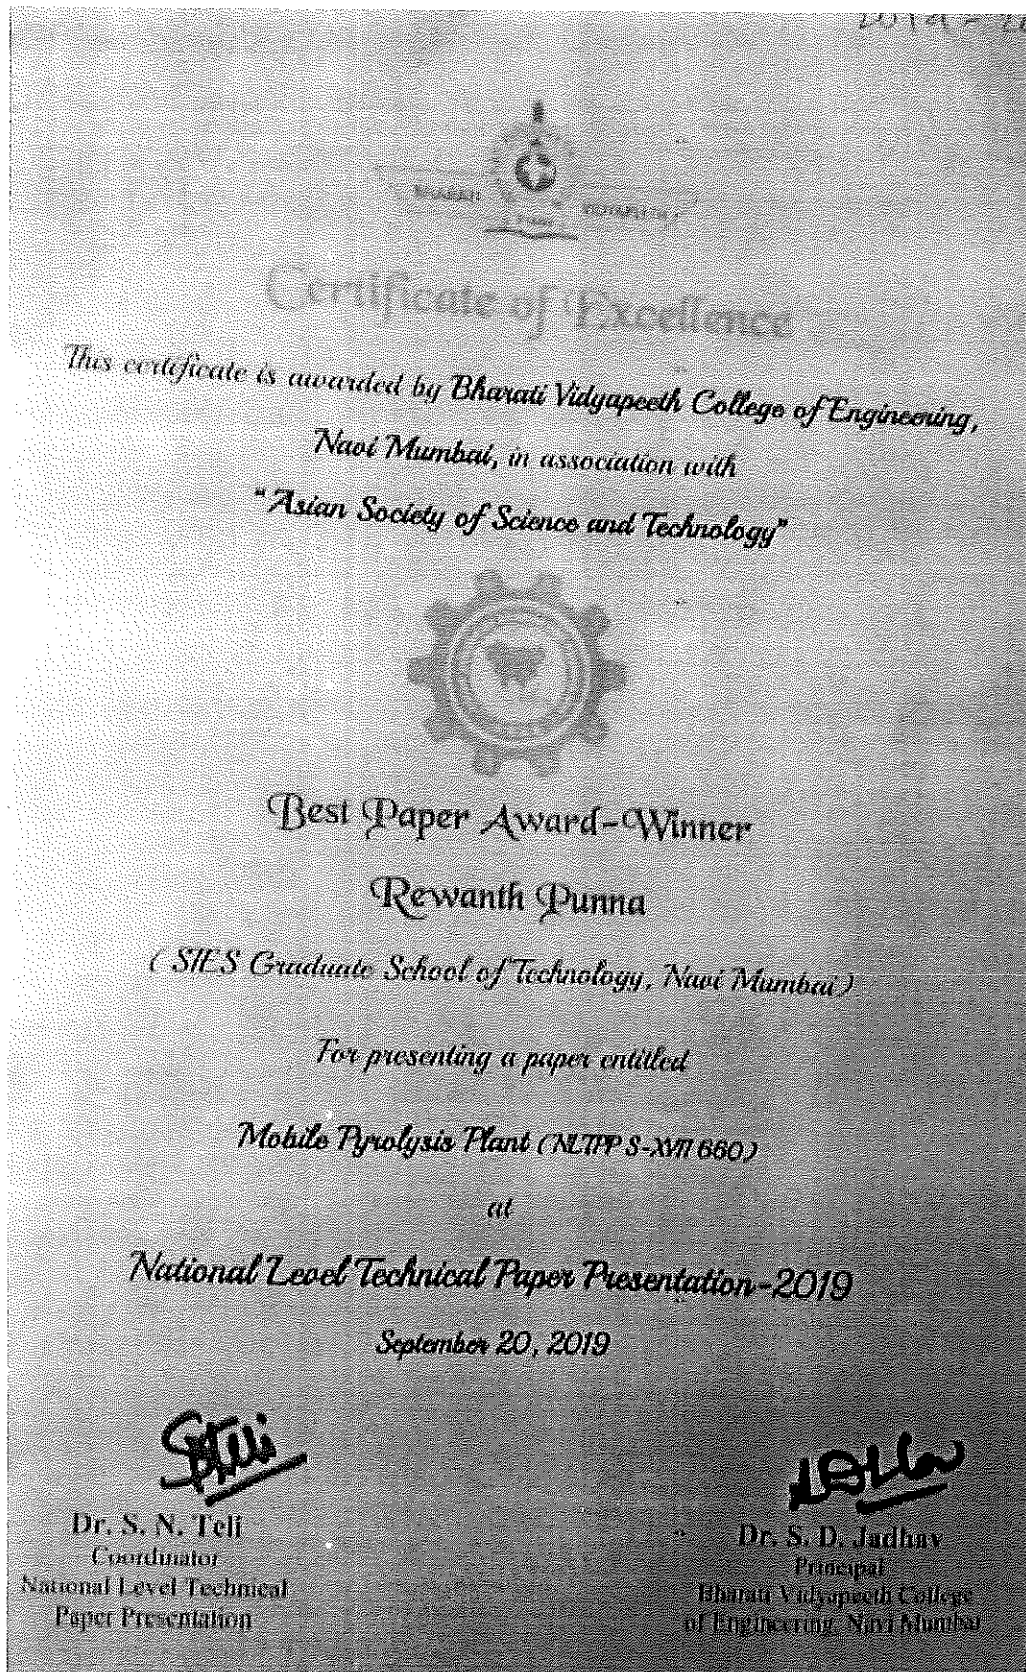 BHARATI VIDYAPEETH
Certificate of Excellence
This certificate is awarded by Bharati Vidyapeeth College of Engineering,
Navi Mumbai, in association with
"Asian Society of Science and Technology"
Best Paper Award-Winner
Rewanth Punna
( SIES Graduate School of Technology, Navi Mumbai )
For presenting a paper entitled
Mobile Pyrolysis Plant (NLTPPS-XVII 660)
at
National Level Technical Paper Presentation-2019
September 20, 2019
Dr. S. N. Teli
Coordinator
National Level Technical
Paper Presentation
Dr. S. D. Jadhav
Principal
Bharati Vidyapeeth College
of Engineering, Navi Mumbai